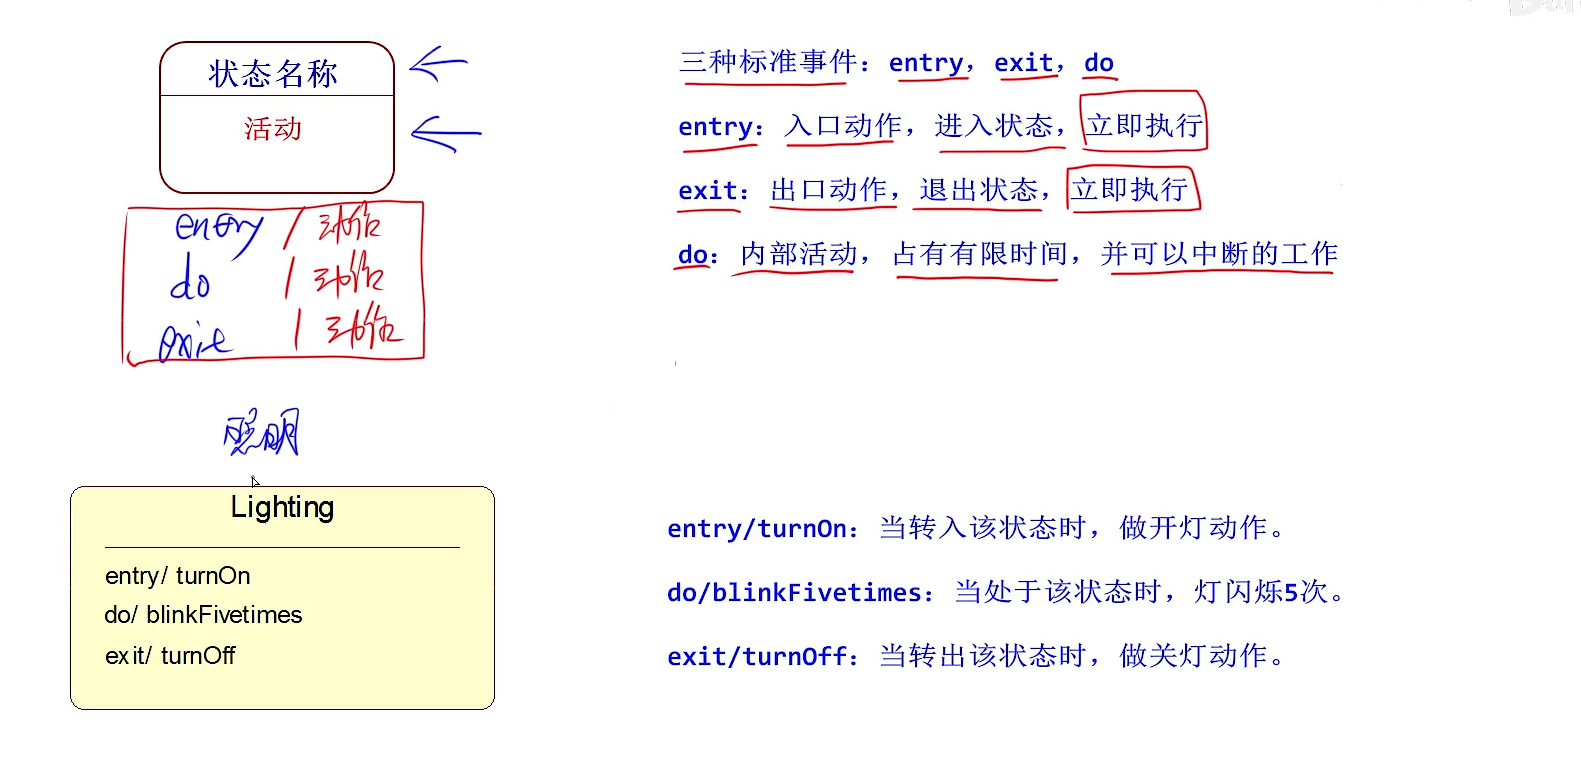 状态名称
活动
entry / 动作
do / 动作
exit / 动作
三种标准事件：entry，exit，do
entry：入口动作，进入状态，立即执行
exit：出口动作，退出状态，立即执行
do：内部活动，占有有限时间，并可以中断的工作
照明
Lighting
entry/ turnOn
do/ blinkFivetimes
exit/ turnOff
entry/turnOn：当转入该状态时，做开灯动作。
do/blinkFivetimes：当处于该状态时，灯闪烁5次。
exit/turnOff：当转出该状态时，做关灯动作。